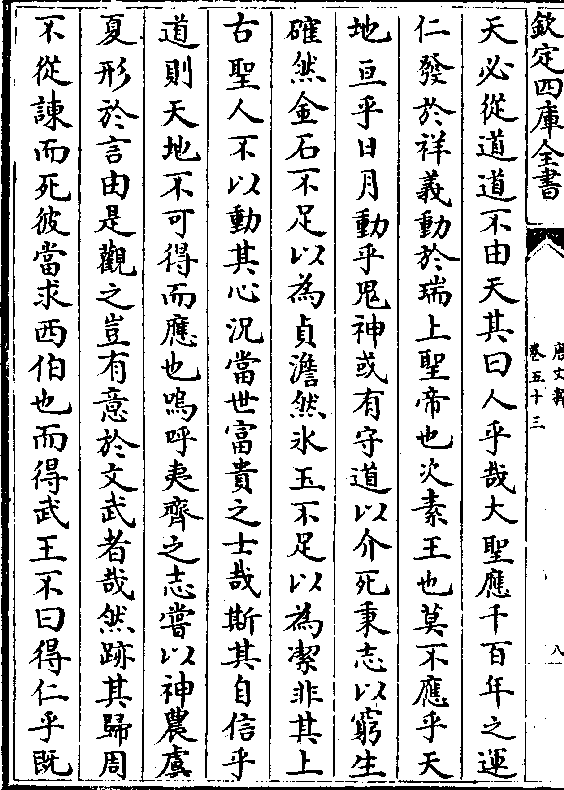 欽定四庫全書
唐文粹
卷五十三
八
天必從道道不由天其曰人乎哉大聖應千百年之運
仁發於祥義動於瑞上聖帝也次素王也莫不應乎天
地亘乎日月動乎鬼神或有守道以介死秉志以窮生
確然金石不足以為貞澹然氷玉不足以為潔非其上
古聖人不以動其心況當世富貴之士哉斯其自信乎
道則天地不可得而應也嗚呼夷齊之志嘗以神農虞
夏形於言由是觀之豈有意於文武者哉然跡其歸周
不從諫而死彼當求西伯也而得武王不曰得仁乎既